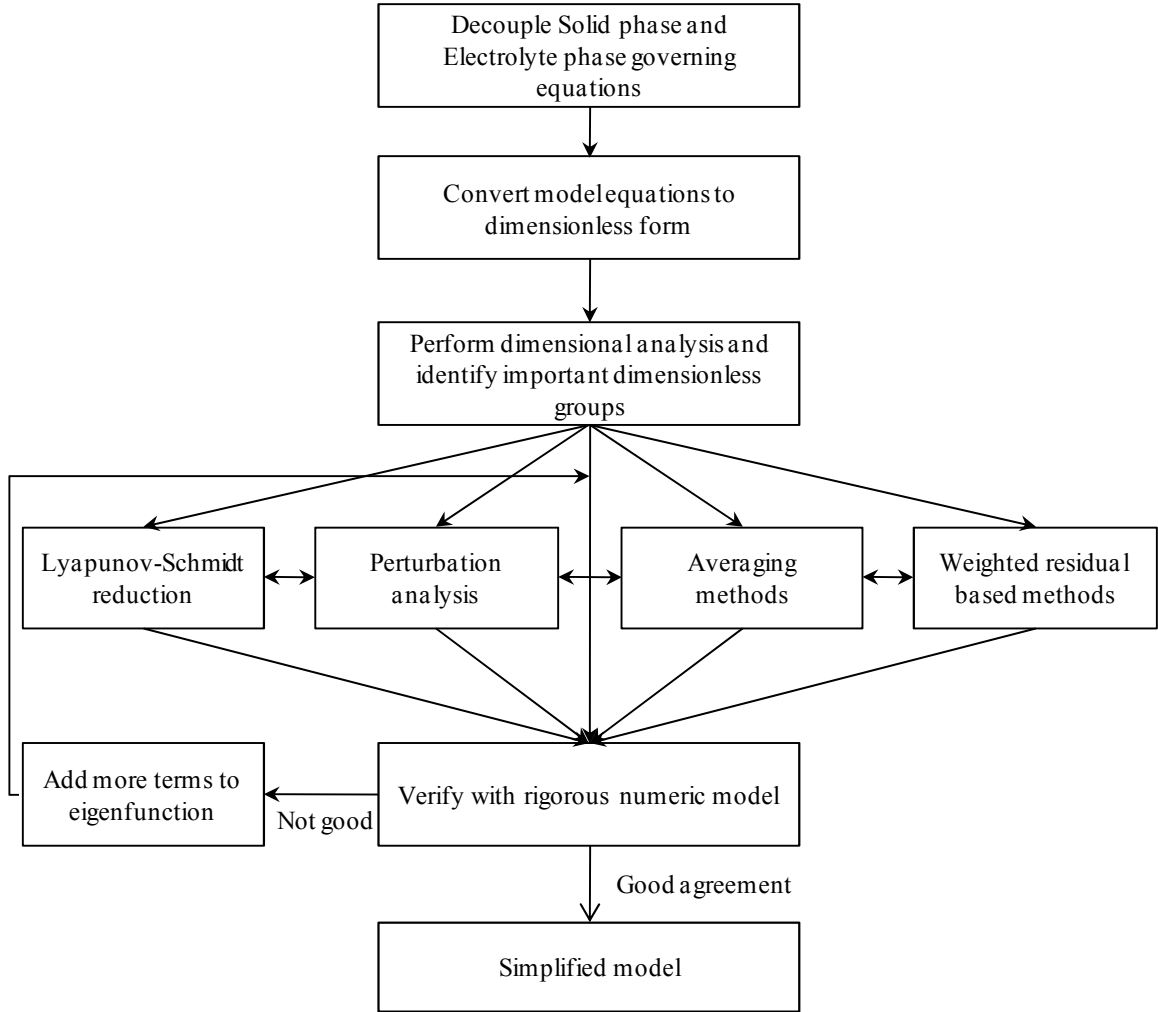 Decouple Solid phase and
Electrolyte phase governing
equations
Convert model equations to
dimensionless form
Perform dimensional analysis and
identify important dimensionless
groups
Lyapunov-Schmidt
reduction
Perturbation
analysis
Averaging
methods
Weighted residual
based methods
Add more terms to
eigenfunction
Not good
Verify with rigorous numeric model
Good agreement
Simplified model